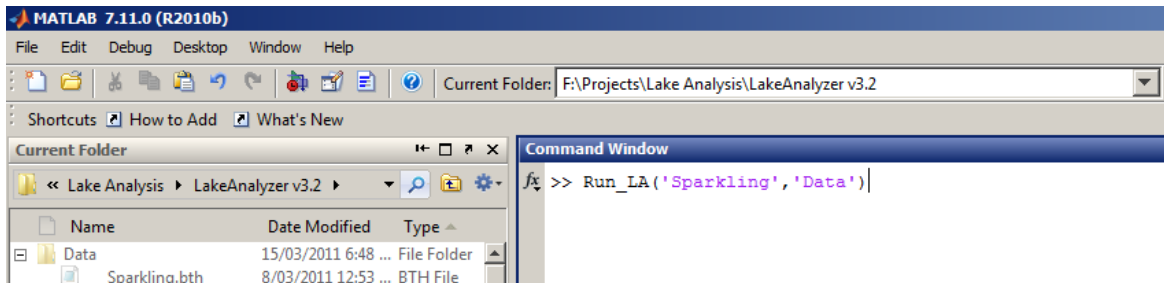 MATLAB 7.11.0 (R2010b)
File Edit Debug Desktop Window Help
Current Folder: F:\Projects\Lake Analysis\LakeAnalyzer v3.2
Shortcuts How to Add What's New
Current Folder
« Lake Analysis LakeAnalyzer v3.2
Name Date Modified Type
Data 15/03/2011 6:48 ... File Folder
Sparkling.bth 8/03/2011 12:53 ... BTH File
Command Window
fx >> Run_LA('Sparkling','Data')